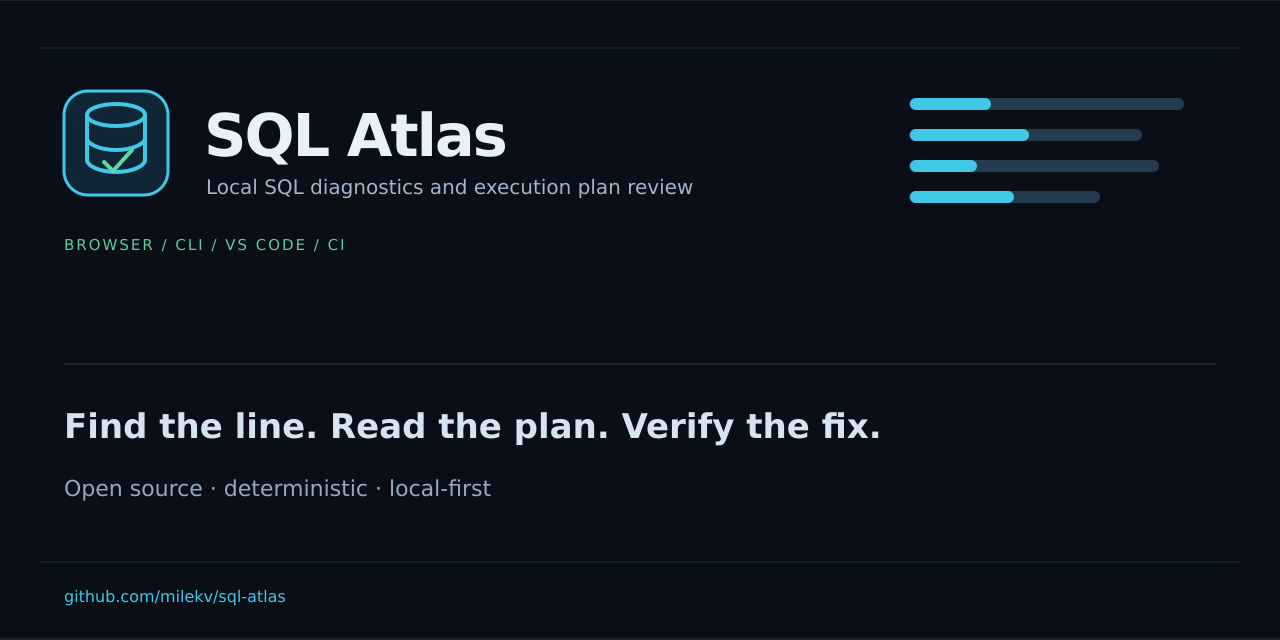 SQL Atlas
Local SQL diagnostics and execution plan review
BROWSER / CLI / VS CODE / CI
Find the line. Read the plan. Verify the fix.
Open source · deterministic · local-first
github.com/milekv/sql-atlas